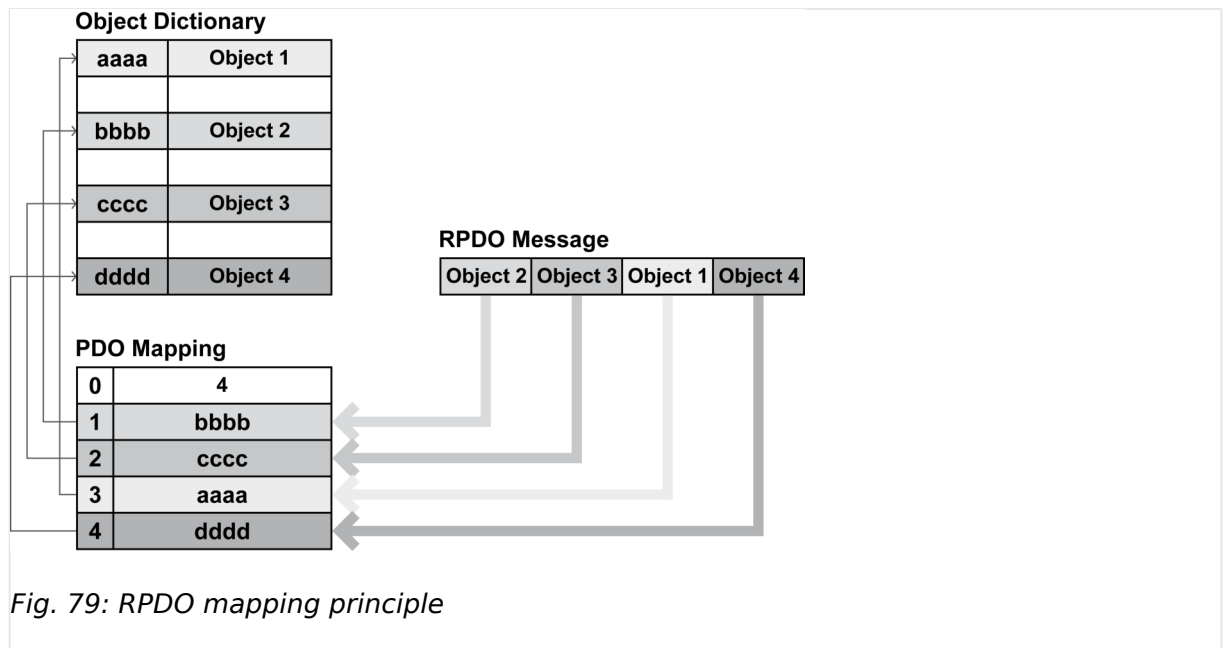 Object Dictionary
aaaa Object 1
bbbb Object 2
cccc Object 3
dddd Object 4
RPDO Message
Object 2 Object 3 Object 1 Object 4
PDO Mapping
0 4
1 bbbb
2 cccc
3 aaaa
4 dddd
Fig. 79: RPDO mapping principle